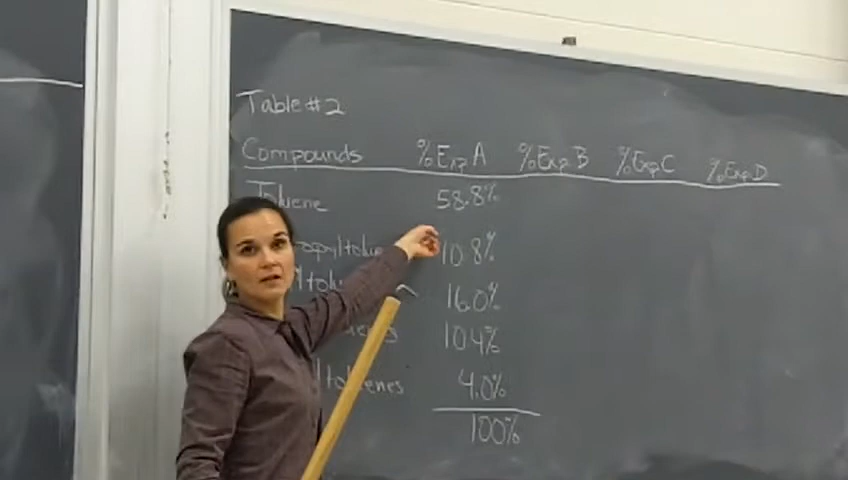 Table #2
Compounds %Exp A %Exp B %Exp C %Exp D
Toluene 58.8%
10.8%
16.0%
10.4%
4.0%
100%